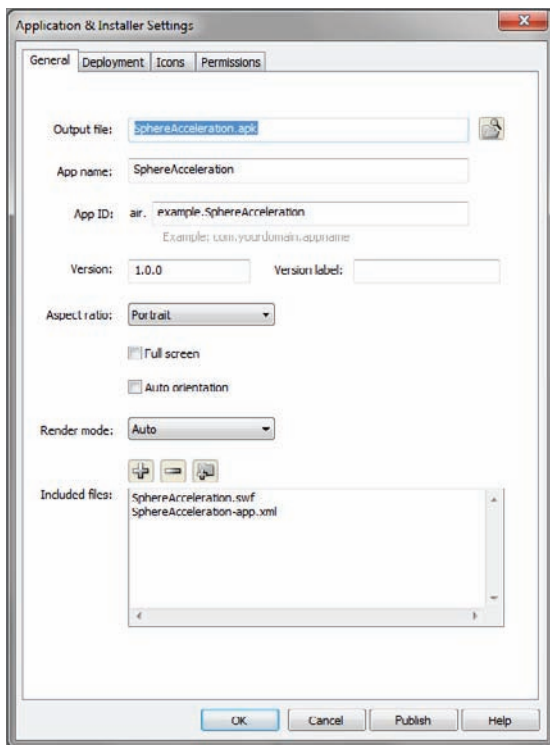 Application & Installer Settings
General Deployment Icons Permissions
Output file: SphereAcceleration.apk
App name: SphereAcceleration
App ID: air. example.SphereAcceleration
Example: com.yourdomain.appname
Version: 1.0.0 Version label:
Aspect ratio: Portrait
Full screen
Auto orientation
Render mode: Auto
Included files: SphereAcceleration.swf
SphereAcceleration-app.xml
OK Cancel Publish Help